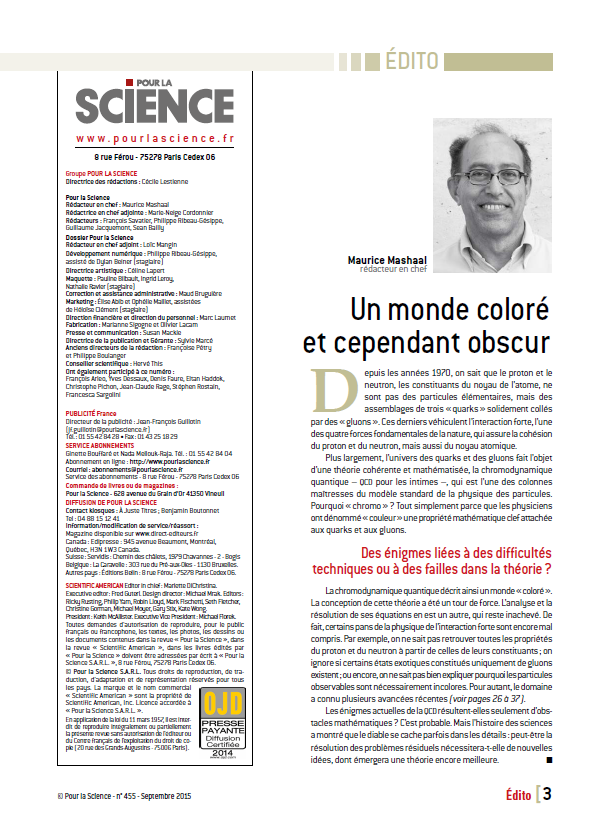 ÉDITO
POUR LA
SCIENCE
www.pourlascience.fr
8 rue Férou - 75278 Paris Cedex 06
Groupe POUR LA SCIENCE
Directrice des rédactions : Cécile Lestienne
Pour la Science
Rédacteur en chef : Maurice Mashaal
Rédactrice en chef adjointe : Marie-Neige Cordonnier
Rédacteurs : François Savatier, Philippe Ribeau-Gésippe,
Guillaume Jacquemont, Sean Bailly
Dossier Pour la Science
Rédacteur en chef adjoint : Loïc Mangin
Développement numérique : Philippe Ribeau-Gésippe,
assisté de Dylan Beiner (stagiaire)
Directrice artistique : Céline Lapert
Maquette : Pauline Bilbault, Ingrid Leroy,
Nathalie Ravier (stagiaire)
Correction et assistance administrative : Maud Bruguière
Marketing : Élise Abib et Ophélie Maillet, assistées
de Héloïse Clément (stagiaire)
Direction financière et direction du personnel : Marc Laumet
Fabrication : Marianne Sigogne et Olivier Lacam
Presse et communication : Susan Mackie
Directrice de la publication et Gérante : Sylvie Marcé
Anciens directeurs de la rédaction : Françoise Pétry
et Philippe Boulanger
Conseiller scientifique : Hervé This
Ont également participé à ce numéro :
François Arleo, Yves Dessaux, Denis Faure, Eitan Haddok,
Christophe Pichon, Jean-Claude Rage, Stéphen Rostain,
Francesca Sargolini
PUBLICITÉ France
Directeur de la publicité : Jean-François Guillotin
(jf.guillotin@pourlascience.fr)
Tél. : 01 55 42 84 28 • Fax : 01 43 25 18 29
SERVICE ABONNEMENTS
Ginette Bouffaré et Nada Mellouk-Raja. Tél. : 01 55 42 84 04
Abonnement en ligne : http://www.pourlascience.fr
Courriel : abonnements@pourlascience.fr
Service des abonnements - 8 rue Férou - 75278 Paris Cedex 06
Commande de livres ou de magazines :
Pour la Science - 628 avenue du Grain d'Or 41350 Vineuil
DIFFUSION DE POUR LA SCIENCE
Contact kiosques : À Juste Titres ; Benjamin Boutonnet
Tel : 04 88 15 12 41
Information/modification de service/réassort :
Magazine disponible sur www.direct-editeurs.fr
Canada : Edipresse : 945 avenue Beaumont, Montréal,
Québec, H3N 1W3 Canada.
Suisse : Servidis : Chemin des châlets, 1979 Chavannes - 2 - Bogis
Belgique : La Caravelle : 303 rue du Pré-aux-Oies - 1130 Bruxelles.
Autres pays : Éditions Belin : 8 rue Férou - 75278 Paris Cedex 06.
SCIENTIFIC AMERICAN Editor in chief : Mariette DiChristina.
Executive editor : Fred Guterl. Design director : Michael Mrak. Editors :
Ricky Rusting, Philip Yam, Robin Lloyd, Mark Fischetti, Seth Fletcher,
Christine Gorman, Michael Moyer, Gary Stix, Kate Wong.
President : Keith McAllister. Executive Vice President : Michael Florek.
Toutes demandes d'autorisation de reproduire, pour le public
français ou francophone, les textes, les photos, les dessins ou
les documents contenus dans la revue « Pour la Science », dans
la revue « Scientific American », dans les livres édités par
« Pour la Science » doivent être adressées par écrit à « Pour la
Science S.A.R.L. », 8 rue Férou, 75278 Paris Cedex 06.
© Pour la Science S.A.R.L. Tous droits de reproduction, de tra-
duction, d'adaptation et de représentation réservés pour tous
les pays. La marque et le nom commercial
« Scientific American » sont la propriété de
Scientific American, Inc. Licence accordée à
« Pour la Science S.A.R.L. ».
En application de la loi du 11 mars 1957, il est inter-
dit de reproduire intégralement ou partiellement
la présente revue sans autorisation de l'éditeur ou
du Centre français de l'exploitation du droit de co-
pie (20 rue des Grands-Augustins - 75006 Paris).
OJD
PRESSE
PAYANTE
Diffusion
Certifiée
2014
www.ojd.com
Maurice Mashaal
rédacteur en chef
Un monde coloré
et cependant obscur
Depuis les années 1970, on sait que le proton et le
neutron, les constituants du noyau de l'atome, ne
sont pas des particules élémentaires, mais des
assemblages de trois « quarks » solidement collés
par des « gluons ». Ces derniers véhiculent l'interaction forte, l'une
des quatre forces fondamentales de la nature, qui assure la cohésion
du proton et du neutron, mais aussi du noyau atomique.
Plus largement, l'univers des quarks et des gluons fait l'objet
d'une théorie cohérente et mathématisée, la chromodynamique
quantique – QCD pour les intimes –, qui est l'une des colonnes
maîtresses du modèle standard de la physique des particules.
Pourquoi « chromo » ? Tout simplement parce que les physiciens
ont dénommé « couleur » une propriété mathématique clef attachée
aux quarks et aux gluons.
Des énigmes liées à des difficultés
techniques ou à des failles dans la théorie ?
La chromodynamique quantique décrit ainsi un monde « coloré ».
La conception de cette théorie a été un tour de force. L'analyse et la
résolution de ses équations en est un autre, qui reste inachevé. De
fait, certains pans de la physique de l'interaction forte sont encore mal
compris. Par exemple, on ne sait pas retrouver toutes les propriétés
du proton et du neutron à partir de celles de leurs constituants ; on
ignore si certains états exotiques constitués uniquement de gluons
existent ; ou encore, on ne sait pas bien expliquer pourquoi les particules
observables sont nécessairement incolores. Pour autant, le domaine
a connu plusieurs avancées récentes (voir pages 26 à 37).
Les énigmes actuelles de la QCD résultent-elles seulement d'obs-
tacles mathématiques ? C'est probable. Mais l'histoire des sciences
a montré que le diable se cache parfois dans les détails : peut-être la
résolution des problèmes résiduels nécessitera-t-elle de nouvelles
idées, dont émergera une théorie encore meilleure.
© Pour la Science - n° 455 - Septembre 2015
Édito [3